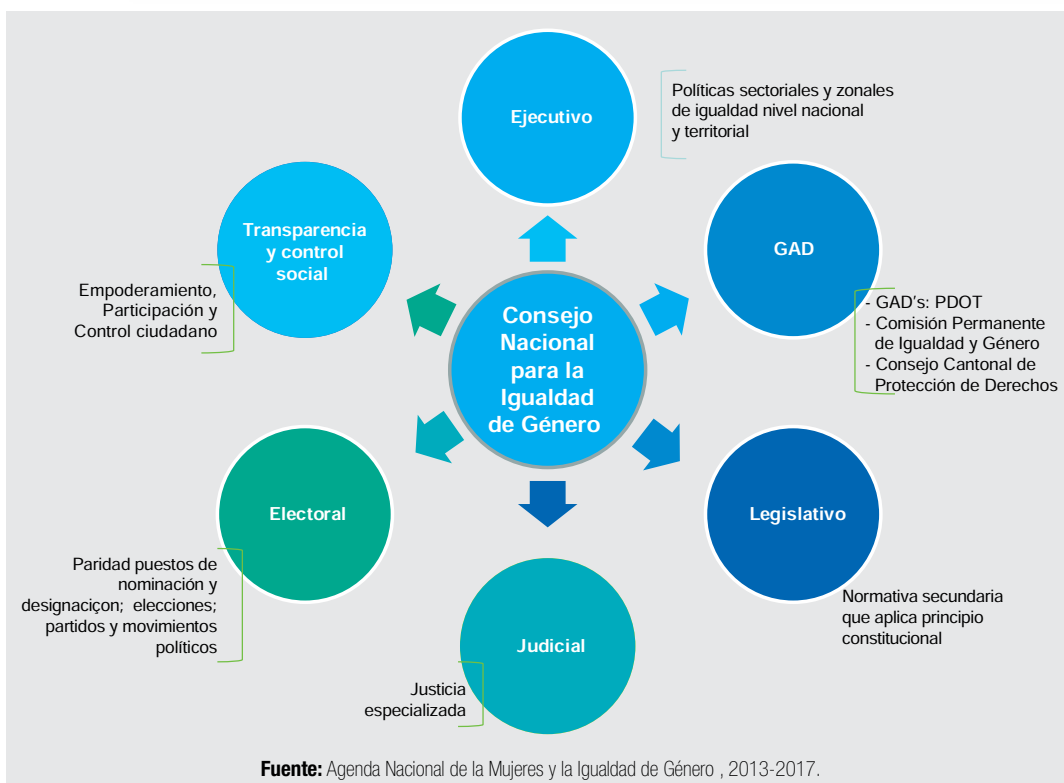 Ejecutivo
Políticas sectoriales y zonales
de igualdad nivel nacional
y territorial
Transparencia
y control
social
Empoderamiento,
Participación y
Control ciudadano
GAD
- GAD's: PDOT
- Comisión Permanente
de Igualdad y Género
- Consejo Cantonal de
Protección de Derechos
Consejo
Nacional
para la
Igualdad
de Género
Electoral
Paridad puestos de
nominación y
designaciçon; elecciones;
partidos y movimientos
políticos
Legislativo
Normativa secundaria
que aplica principio
constitucional
Judicial
Justicia
especializada
Fuente: Agenda Nacional de la Mujeres y la Igualdad de Género , 2013-2017.